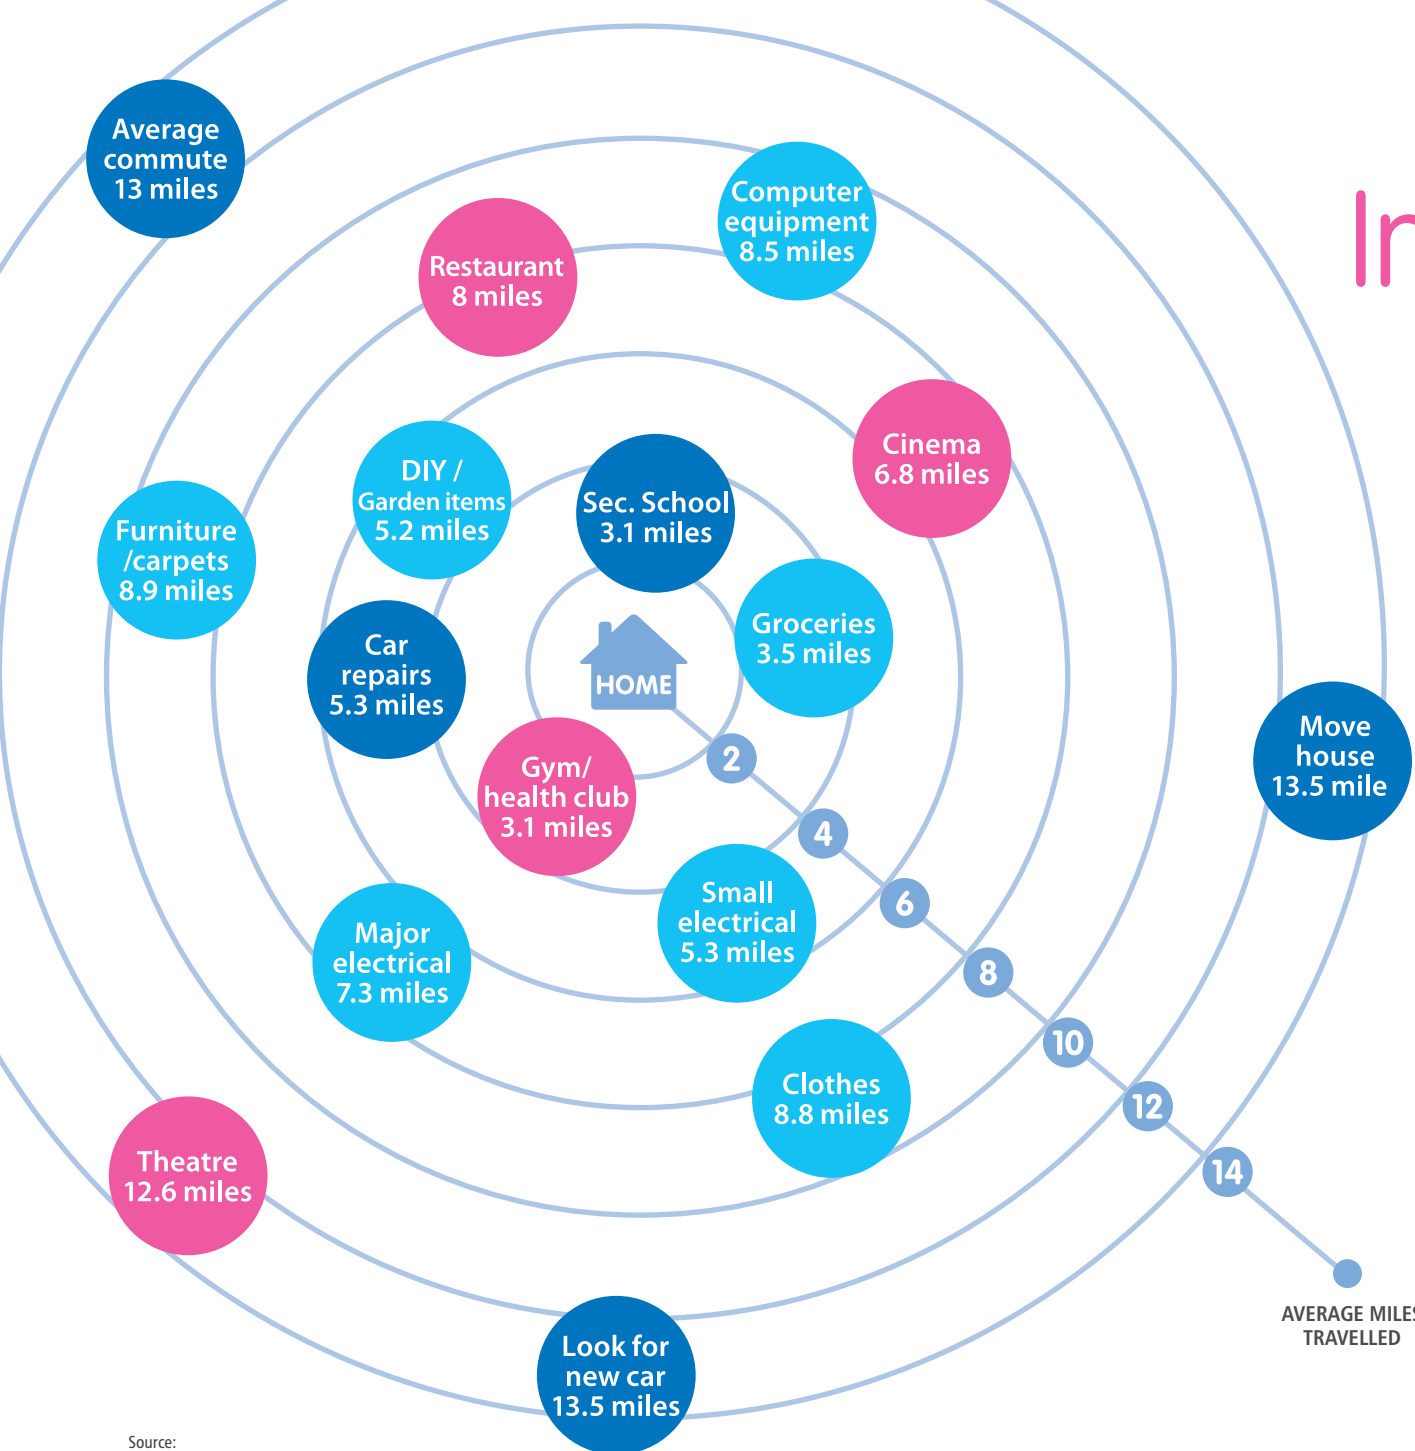 Average
commute
13 miles
Computer
equipment
8.5 miles
Restaurant
8 miles
Cinema
6.8 miles
DIY /
Garden items
5.2 miles
Sec. School
3.1 miles
Furniture
/carpets
8.9 miles
Groceries
3.5 miles
Car
repairs
5.3 miles
HOME
Move
house
13.5 mile
2
Gym/
health club
3.1 miles
4
Small
electrical
5.3 miles
6
Major
electrical
7.3 miles
8
10
Clothes
8.8 miles
12
Theatre
12.6 miles
14
AVERAGE MILES
TRAVELLED
Look for
new car
13.5 miles
Source: